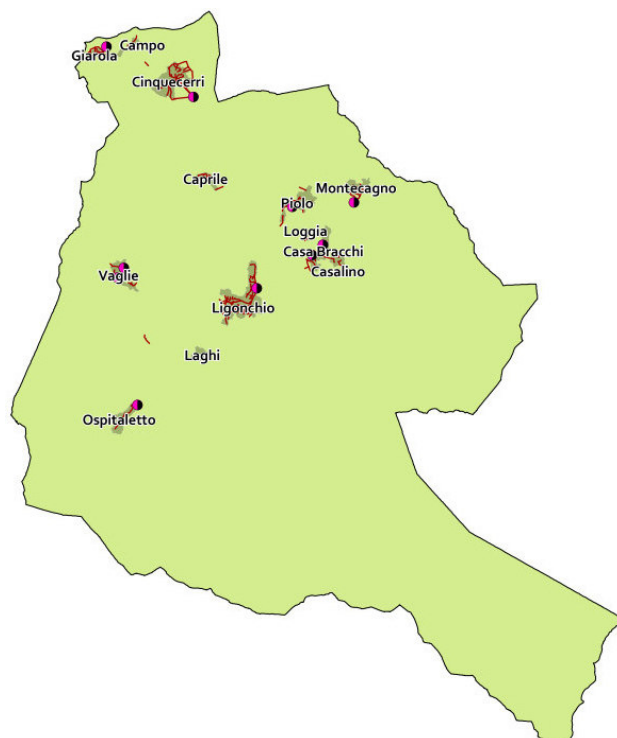 Campo
Giarola
Cinquecerri
Caprile
Montecagno
Piolo
Loggia
Casa Bracchi
Casalino
Vaglie
Ligonchio
Laghi
Ospitaletto